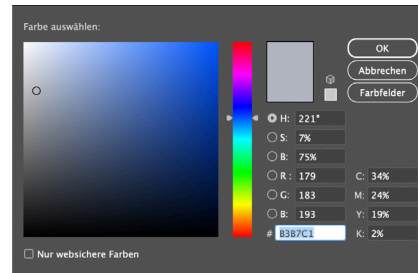 Farbe auswählen:
OK
Abbrechen
Farbfelder
H: 221°
S: 7%
B: 75%
R: 179 C: 34%
G: 183 M: 24%
B: 193 Y: 19%
# B3B7C1 K: 2%
Nur websichere Farben